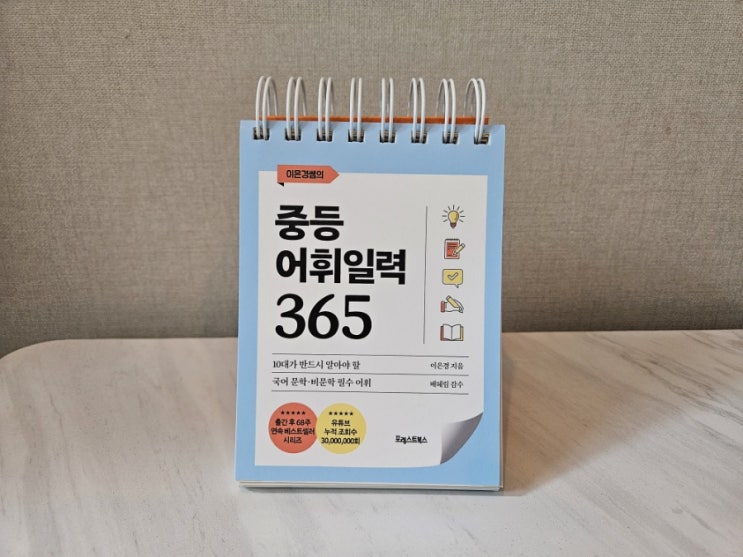 이은경쌤의
중등
어휘일력
365
10대가 반드시 알아야 할
이은경 지음
국어 문학·비문학 필수 어휘
배혜림 감수
★★★★★
출간 후 68주
연속 베스트셀러
시리즈
★★★★★
유튜브
누적 조회수
30,000,000회
포레스트북스